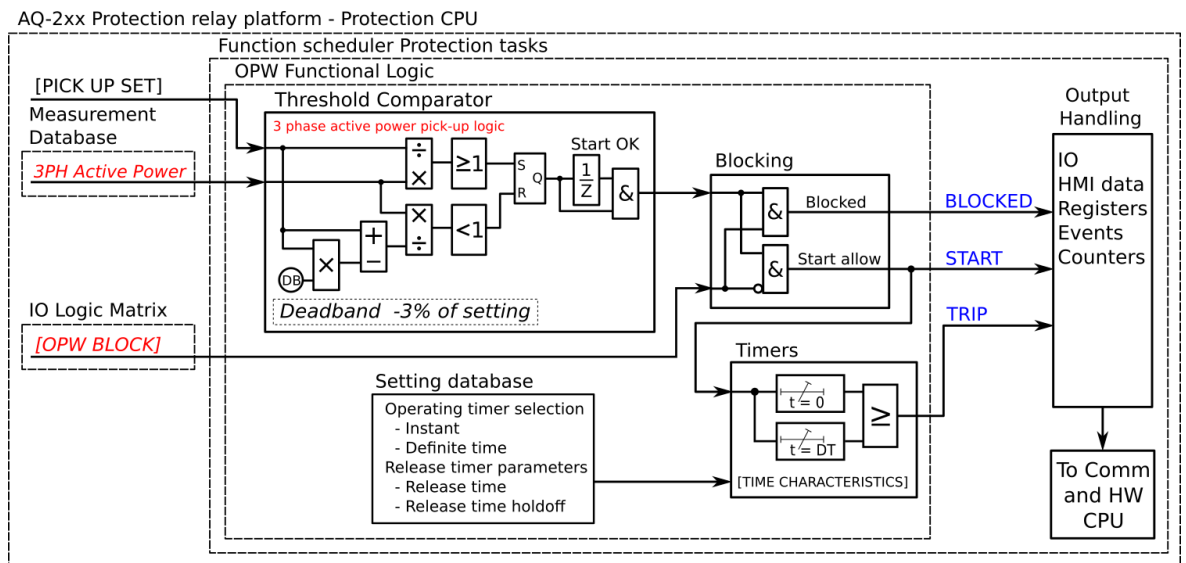 AQ-2xx Protection relay platform - Protection CPU
Function scheduler Protection tasks
OPW Functional Logic
[PICK UP SET]
Measurement
Database
3PH Active Power
Threshold Comparator
3 phase active power pick-up logic
÷
×
≥1
S
Q
R
Start OK
1
Z
&
×
÷
<1
+
−
×
DB
Deadband -3% of setting
Blocking
&
Blocked
&
Start allow
BLOCKED
START
TRIP
Output
Handling
IO
HMI data
Registers
Events
Counters
IO Logic Matrix
[OPW BLOCK]
Setting database
Operating timer selection
- Instant
- Definite time
Release timer parameters
- Release time
- Release time holdoff
Timers
t = 0
t = DT
≥
[TIME CHARACTERISTICS]
To Comm
and HW
CPU